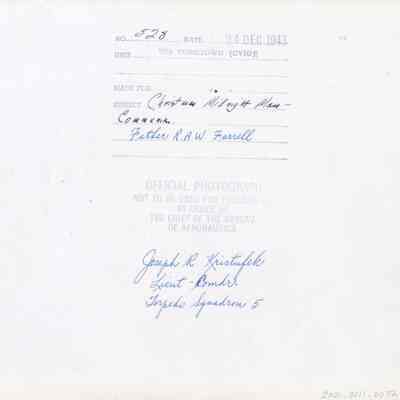 NO. 528 DATE 24 DEC 1943
USS YORKTOWN (CV10)
MADE FOR
SUBJECT Christmas Midnight Mass-
Communion
Father R.A.W. Farrell
OFFICIAL PHOTOGRAPH
NOT TO BE USED FOR
BY ORDER OF
THE CHIEF OF THE BUREAU
OF AERONAUTICS
Joseph R Kristufek
Lieut-Comdr.
Torpedo Squadron 5